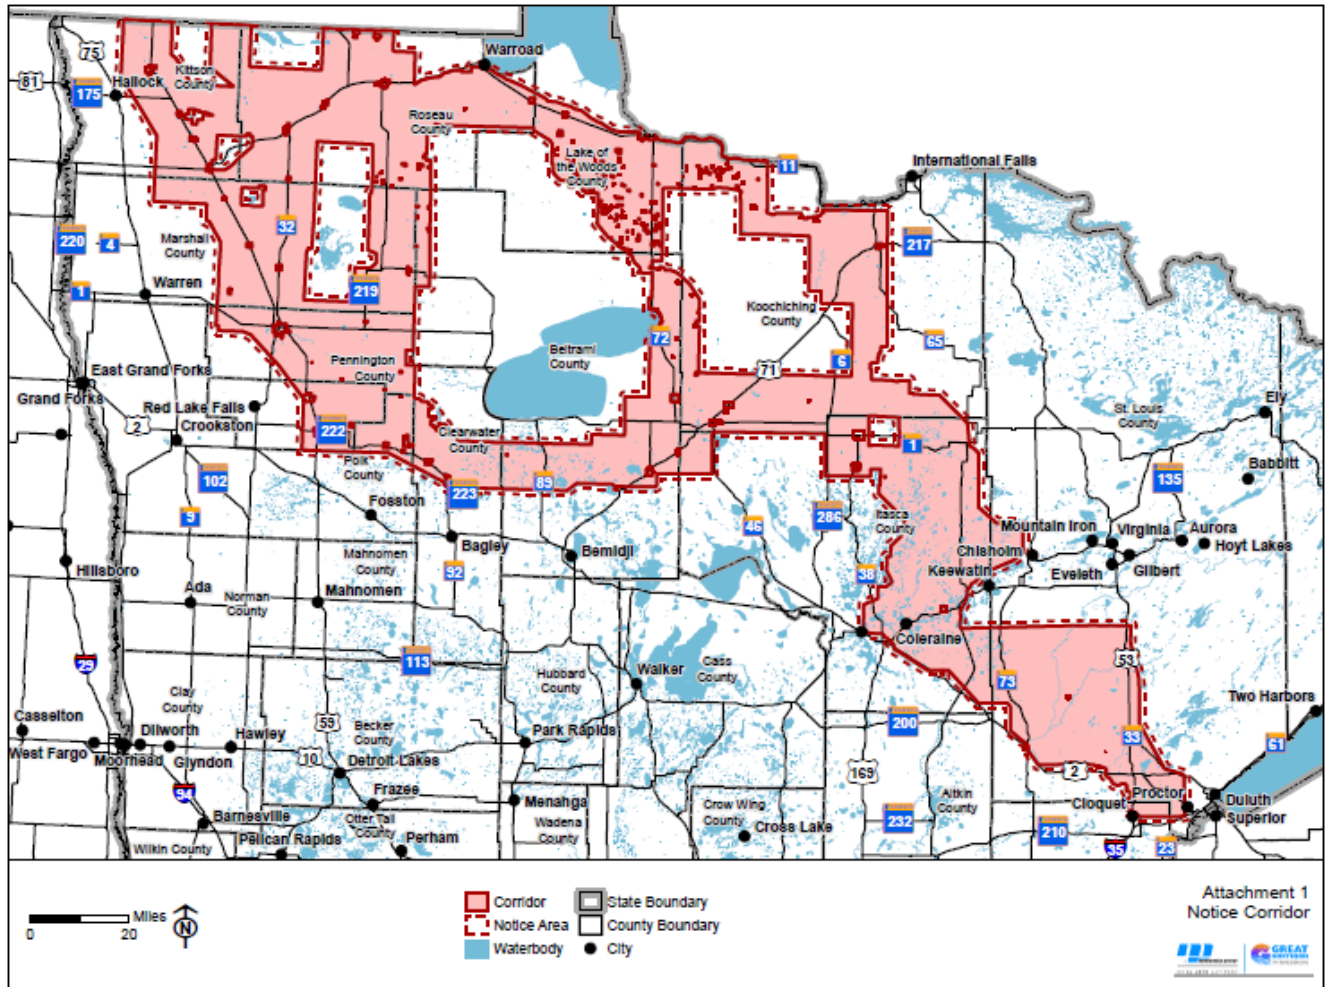 Warroad
75
Kittson
County
81
Hallock
175
Roseau
County
Lake of
the Woods
County
11
International Falls
32
220
4
Marshall
County
217
1
Warren
219
Koochiching
County
72
65
Pennington
County
Beltrami
County
6
71
East Grand Forks
Grand Forks
Red Lake Falls
Crookston
2
222
Clearwater
County
Ely
St. Louis
County
1
Polk
County
102
223
89
Babbitt
135
Fosston
9
46
286
Itasca
County
Mountain Iron
Virginia
Aurora
Hoyt Lakes
Bagley
Bemidji
Chisholm
Mahnomen
County
Hillsboro
92
38
Keewatin
Eveleth
Gilbert
Ada
Norman
County
Mahnomen
Coleraine
29
113
53
Hubbard
County
Walker
Cass
County
73
Clay
County
Two Harbors
Casselton
59
Becker
County
200
West Fargo
Dilworth
Hawley
Park Rapids
33
61
Moorhead
Glyndon
10
Detroit Lakes
169
2
94
Frazee
Menahga
Crow Wing
County
Aitkin
County
Proctor
Cloquet
Duluth
Superior
Barnesville
Otter Tail
County
Wadena
County
Cross Lake
232
210
Wilkin County
Pelican Rapids
Perham
35
23
Corridor
State Boundary
Notice Area
County Boundary
Waterbody
City
Miles
0
20
N
Attachment 1
Notice Corridor
GREAT
NORTHERN